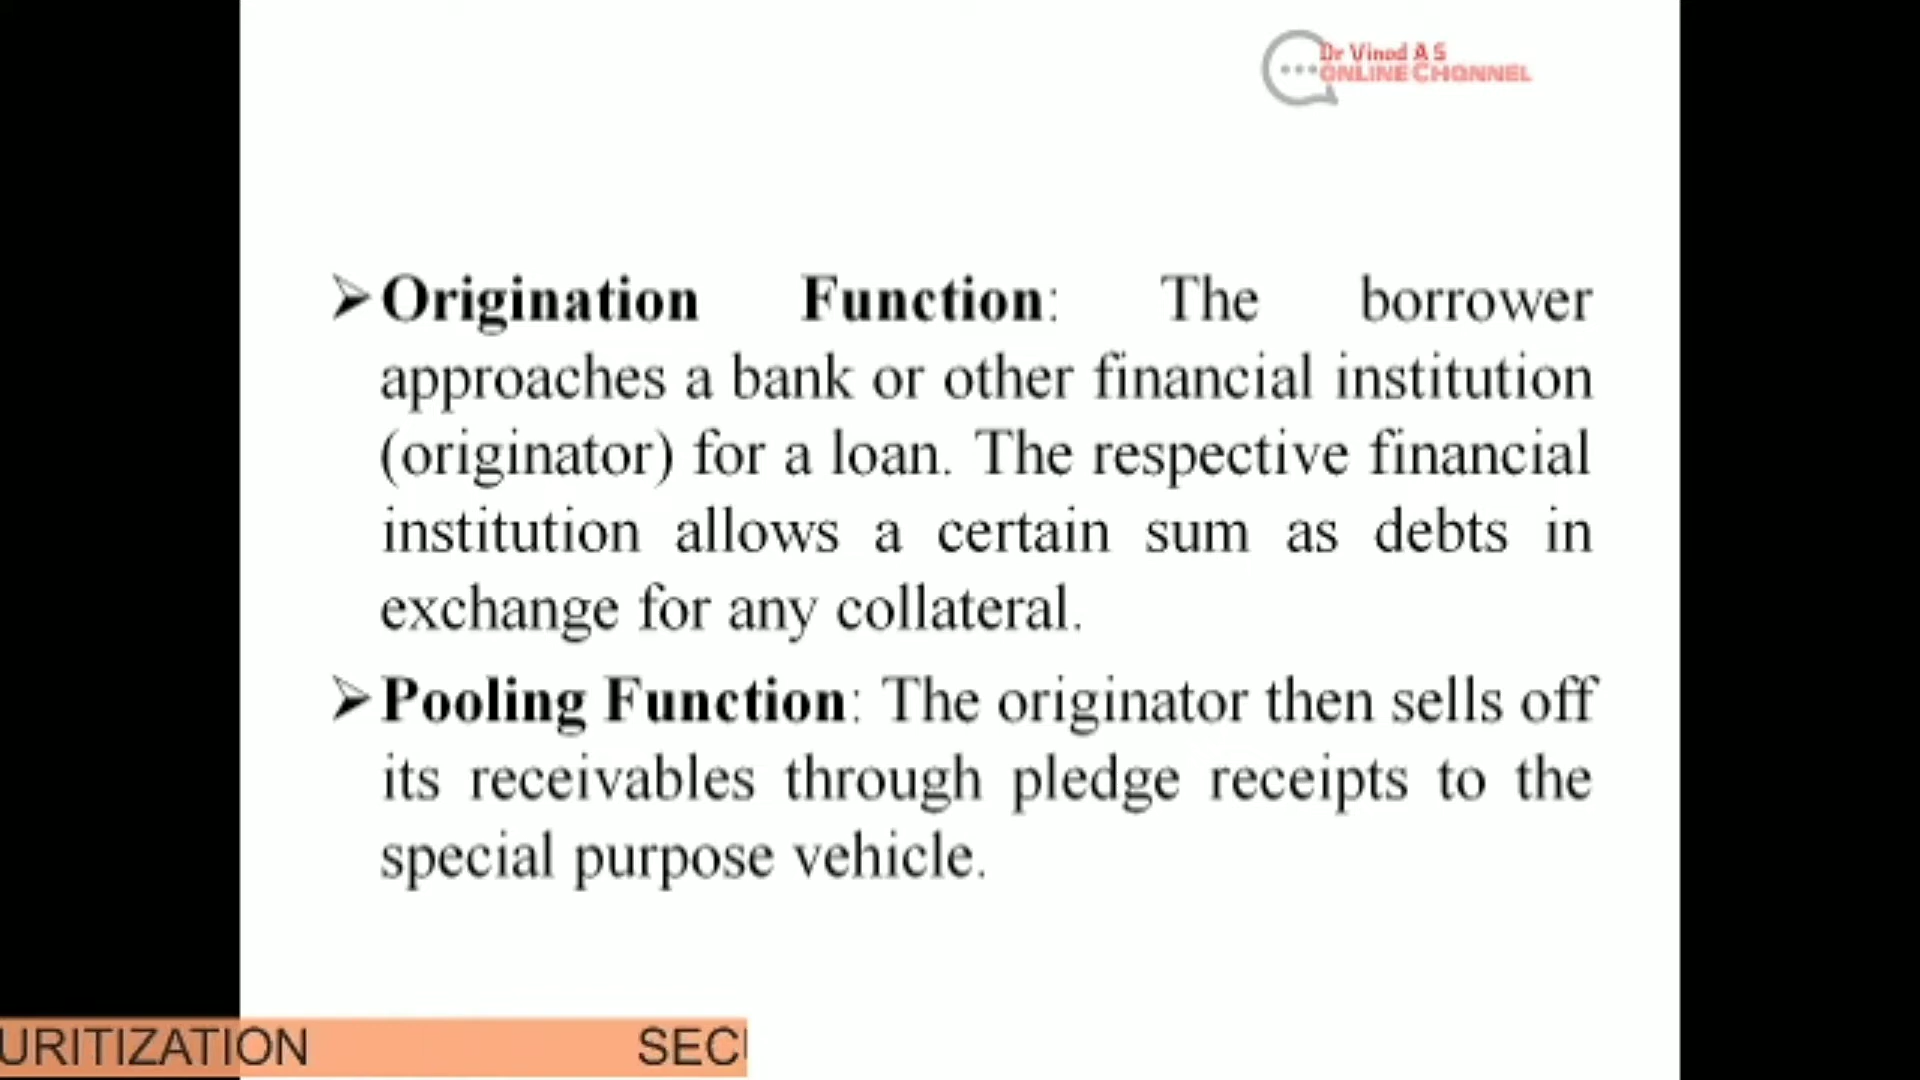 Dr Vinod A S
ONLINE CHANNEL
Origination Function: The borrower
approaches a bank or other financial institution
(originator) for a loan. The respective financial
institution allows a certain sum as debts in
exchange for any collateral.
Pooling Function: The originator then sells off
its receivables through pledge receipts to the
special purpose vehicle.
URITIZATION SEC